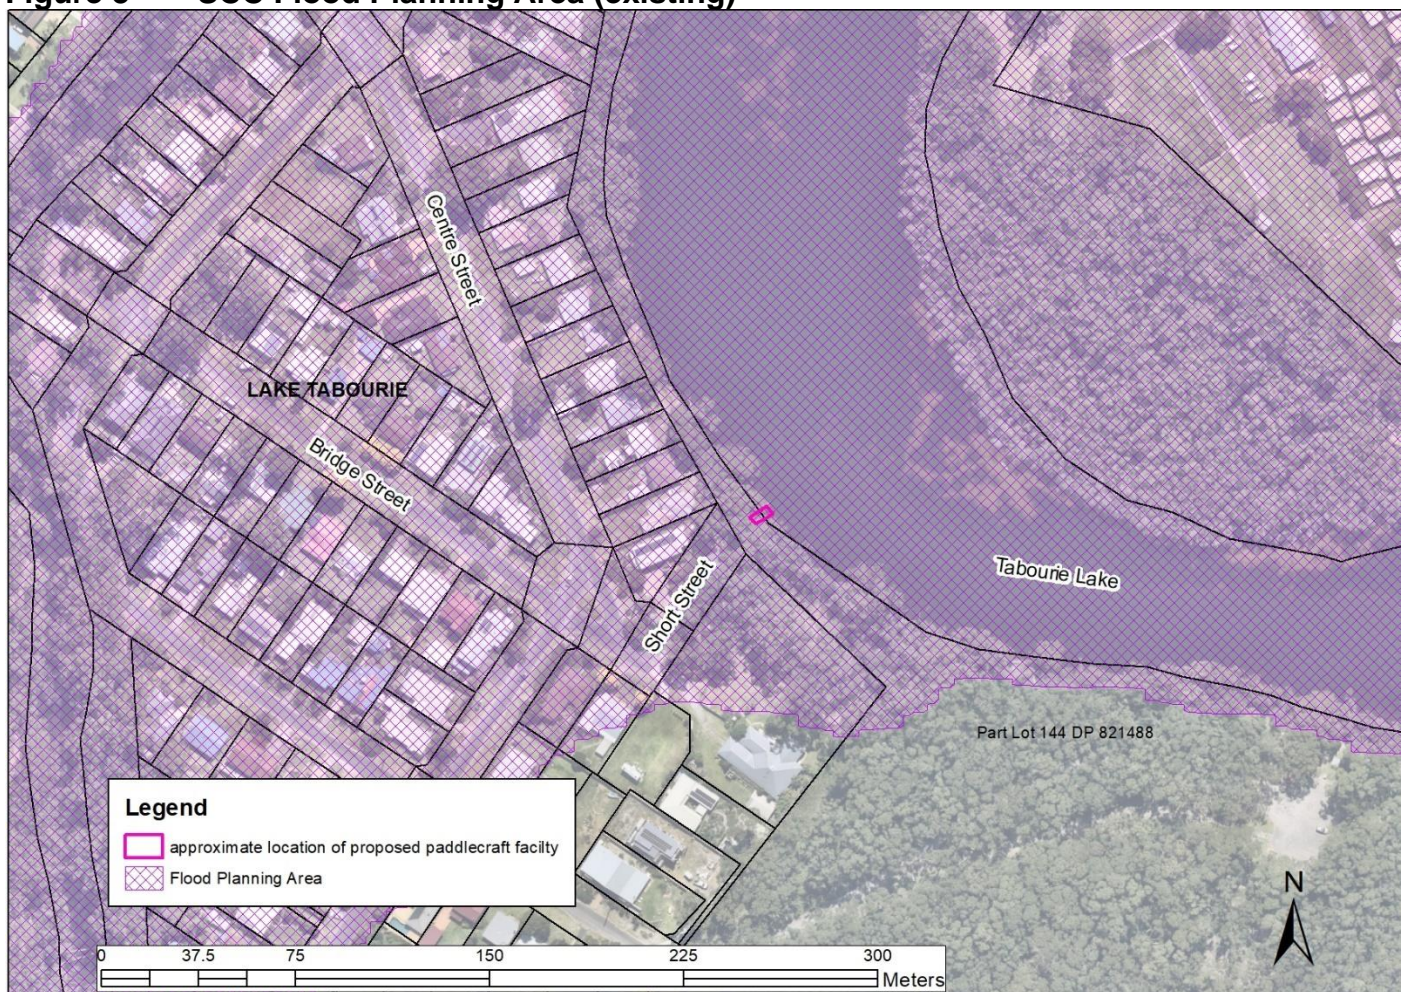 Centre Street
LAKE TABOURIE
Bridge Street
Short Street
Tabourie Lake
Part Lot 144 DP 821488
Legend
approximate location of proposed paddlecraft facilty
Flood Planning Area
N
0 37.5 75 150 225 300
Meters